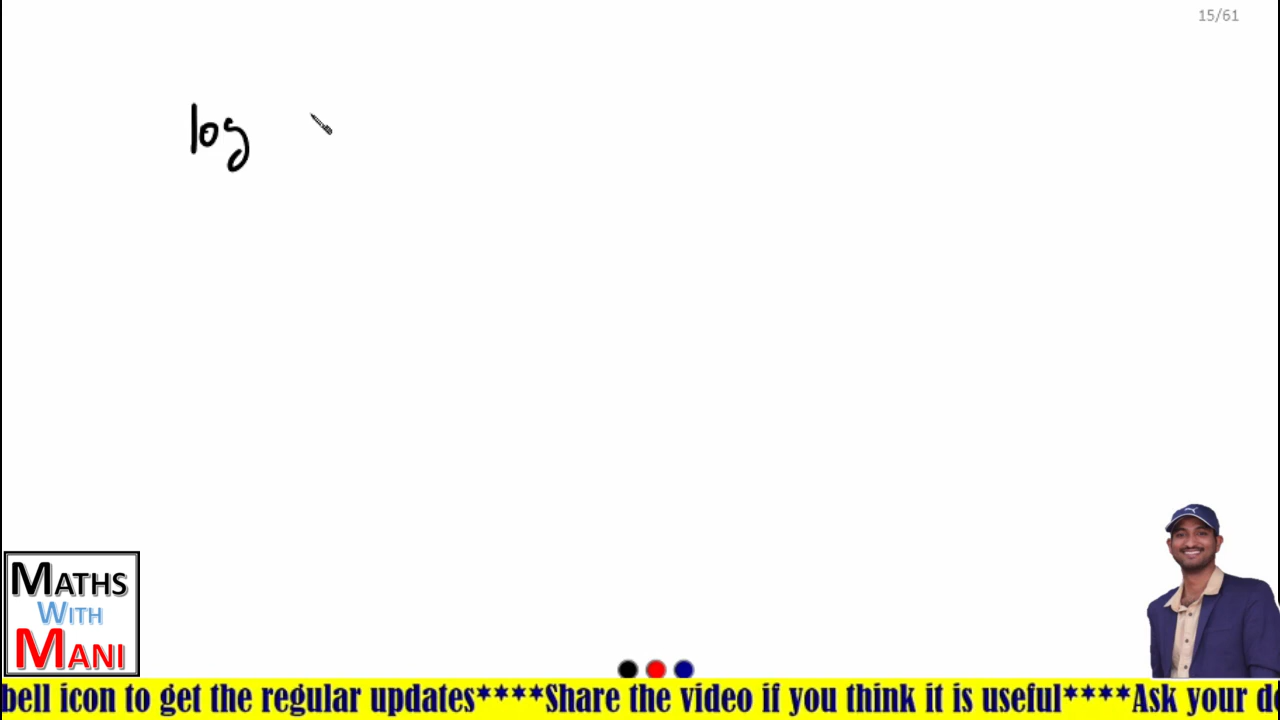 15/61
log
MATHS
WITH
MANI
bell icon to get the regular updates****Share the video if you think it is useful****Ask your d